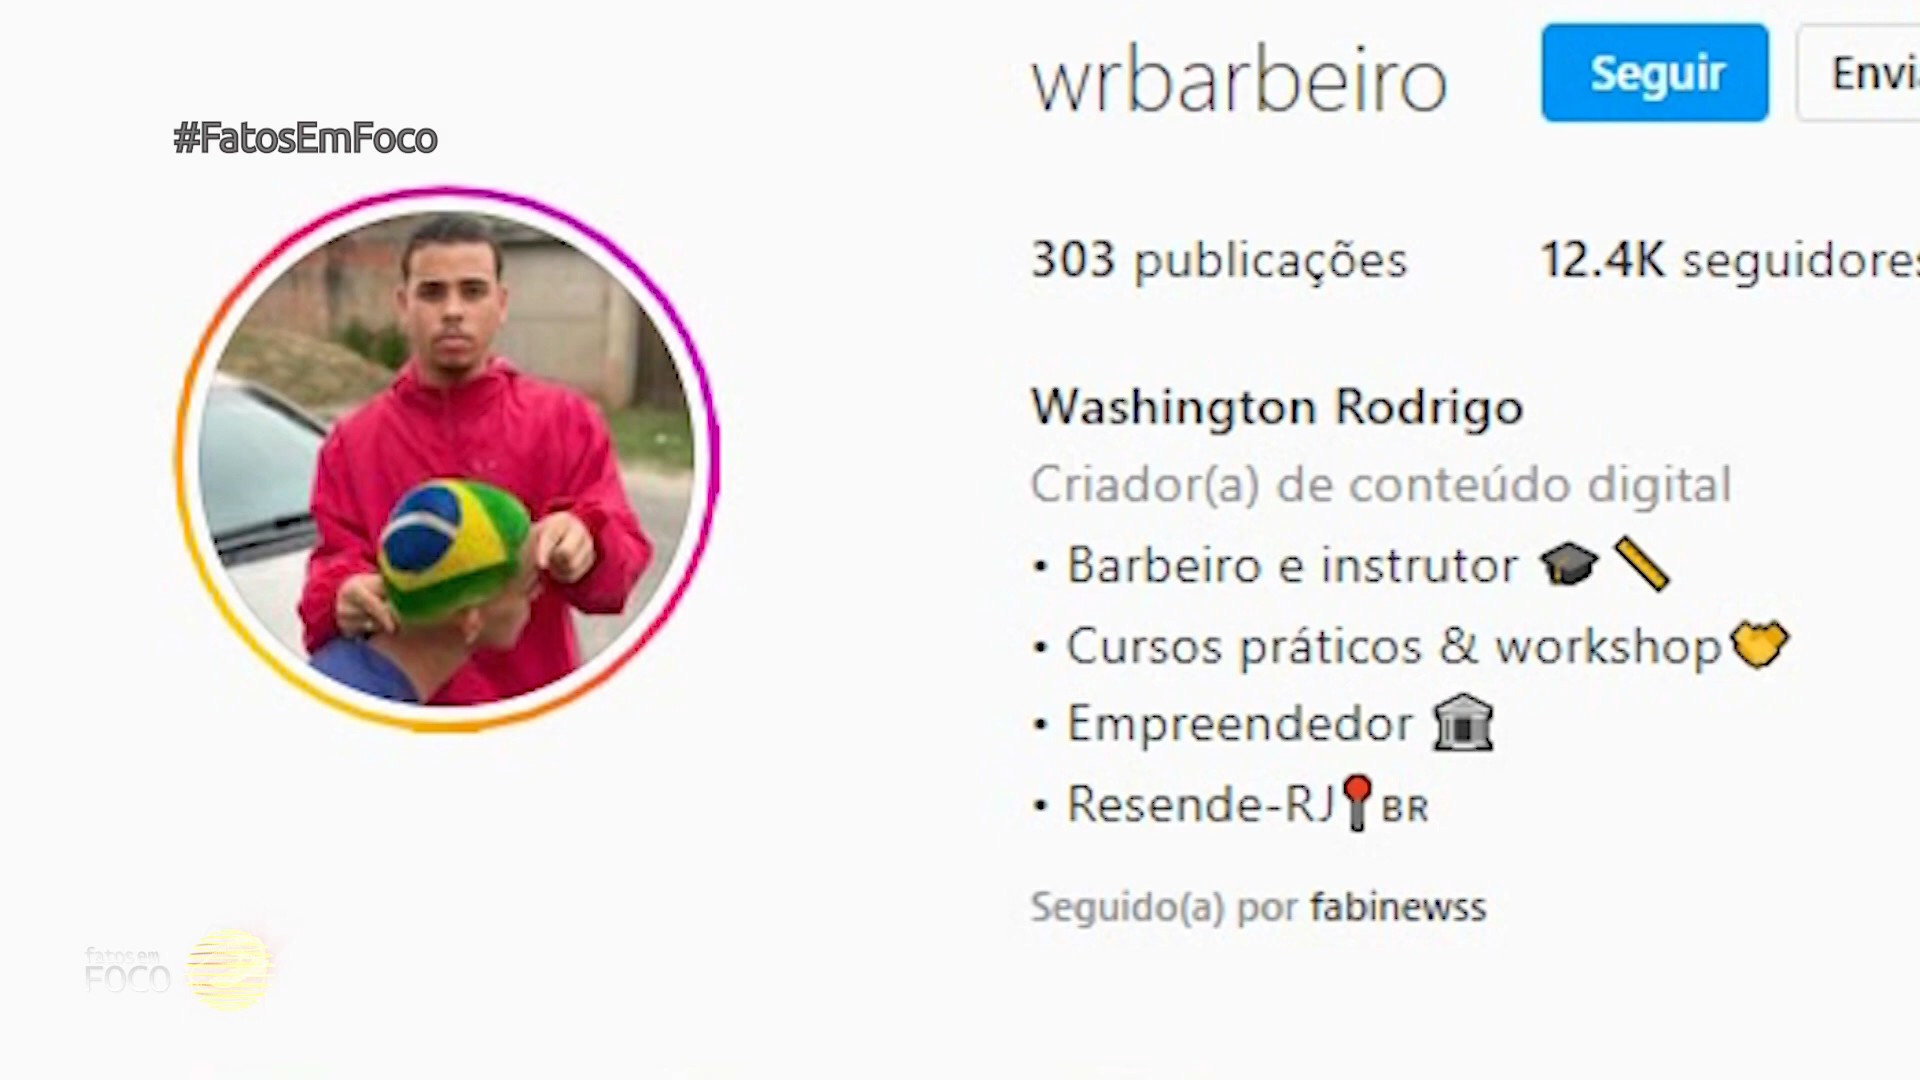 wrbarbeiro
Seguir
Envia
#FatosEmFoco
303 publicações
12.4K seguidores
Washington Rodrigo
Criador(a) de conteúdo digital
• Barbeiro e instrutor 🎓📏
• Cursos práticos & workshop🤝
• Empreendedor 🏛
• Resende-RJ📍BR
Seguido(a) por fabinewss
fatos em
FOCO